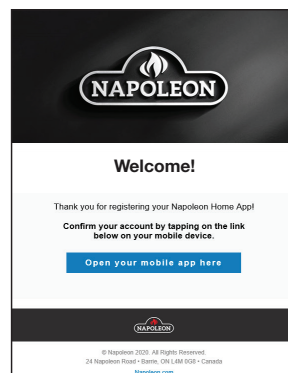 NAPOLEON
Welcome!
Thank you for registering your Napoleon Home App!
Confirm your account by tapping on the link
below on your mobile device.
Open your mobile app here
NAPOLEON
© Napoleon 2020. All Rights Reserved.
24 Napoleon Road • Barrie, ON L4M 0G8 • Canada
Napoleon.com